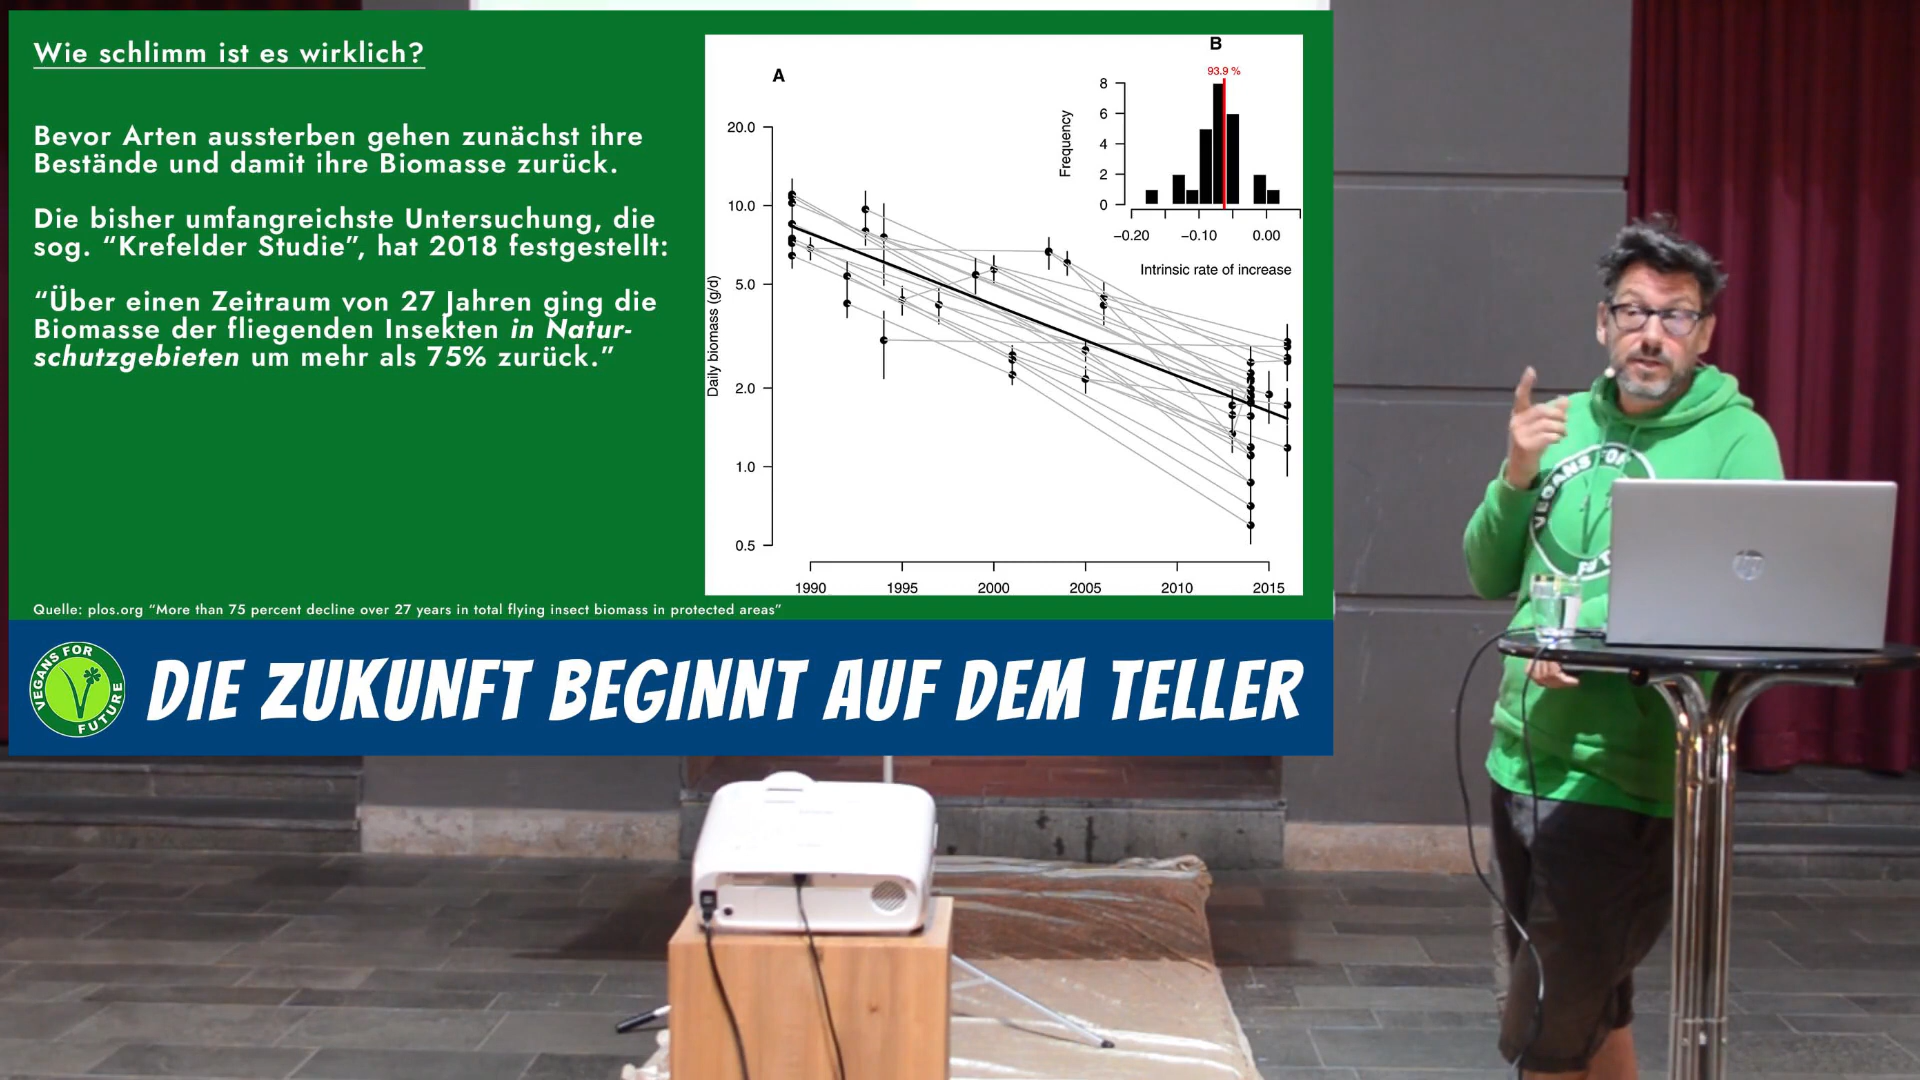 Wie schlimm ist es wirklich?
Bevor Arten aussterben gehen zunächst ihre
Bestände und damit ihre Biomasse zurück.
Die bisher umfangreichste Untersuchung, die
sog. “Krefelder Studie”, hat 2018 festgestellt:
“Über einen Zeitraum von 27 Jahren ging die
Biomasse der fliegenden Insekten in Natur-
schutzgebieten um mehr als 75% zurück.”
A
Daily biomass (g/d)
20.0
10.0
5.0
2.0
1.0
0.5
1990 1995 2000 2005 2010 2015
B
93.9 %
Frequency
8
6
4
2
0
−0.20 −0.10 0.00
Intrinsic rate of increase
Quelle: plos.org “More than 75 percent decline over 27 years in total flying insect biomass in protected areas”
VEGANS FOR
FUTURE
DIE ZUKUNFT BEGINNT AUF DEM TELLER
VEGANS FOR
hp